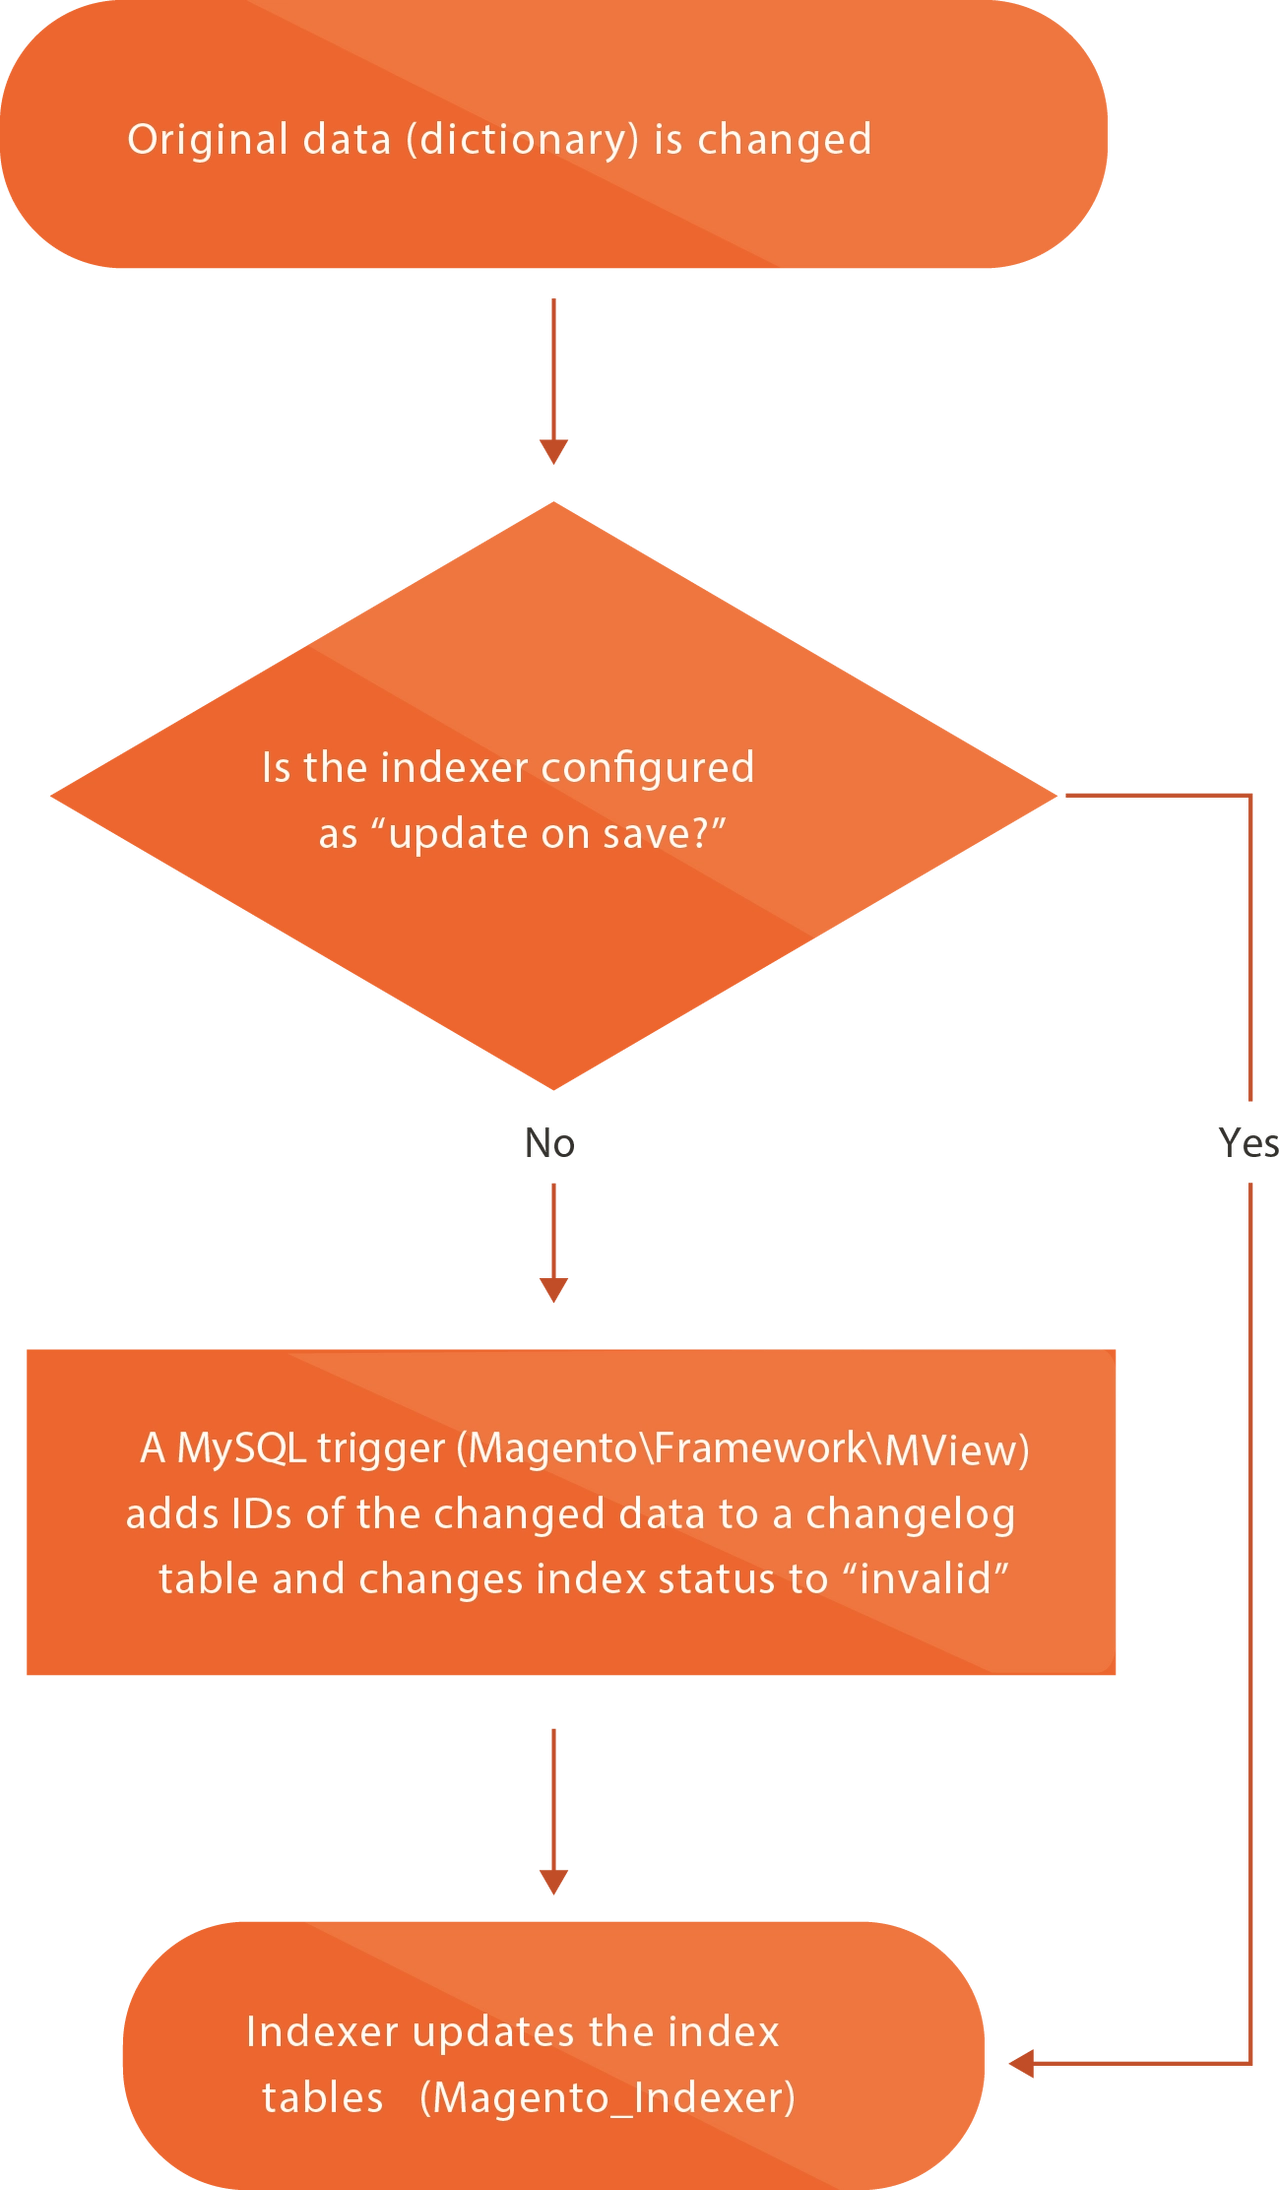 Original data (dictionary) is changed
Is the indexer configured
as “update on save?”
No
Yes
A MySQL trigger (Magento\Framework\MView)
adds IDs of the changed data to a changelog
table and changes index status to “invalid”
Indexer updates the index
tables (Magento_Indexer)